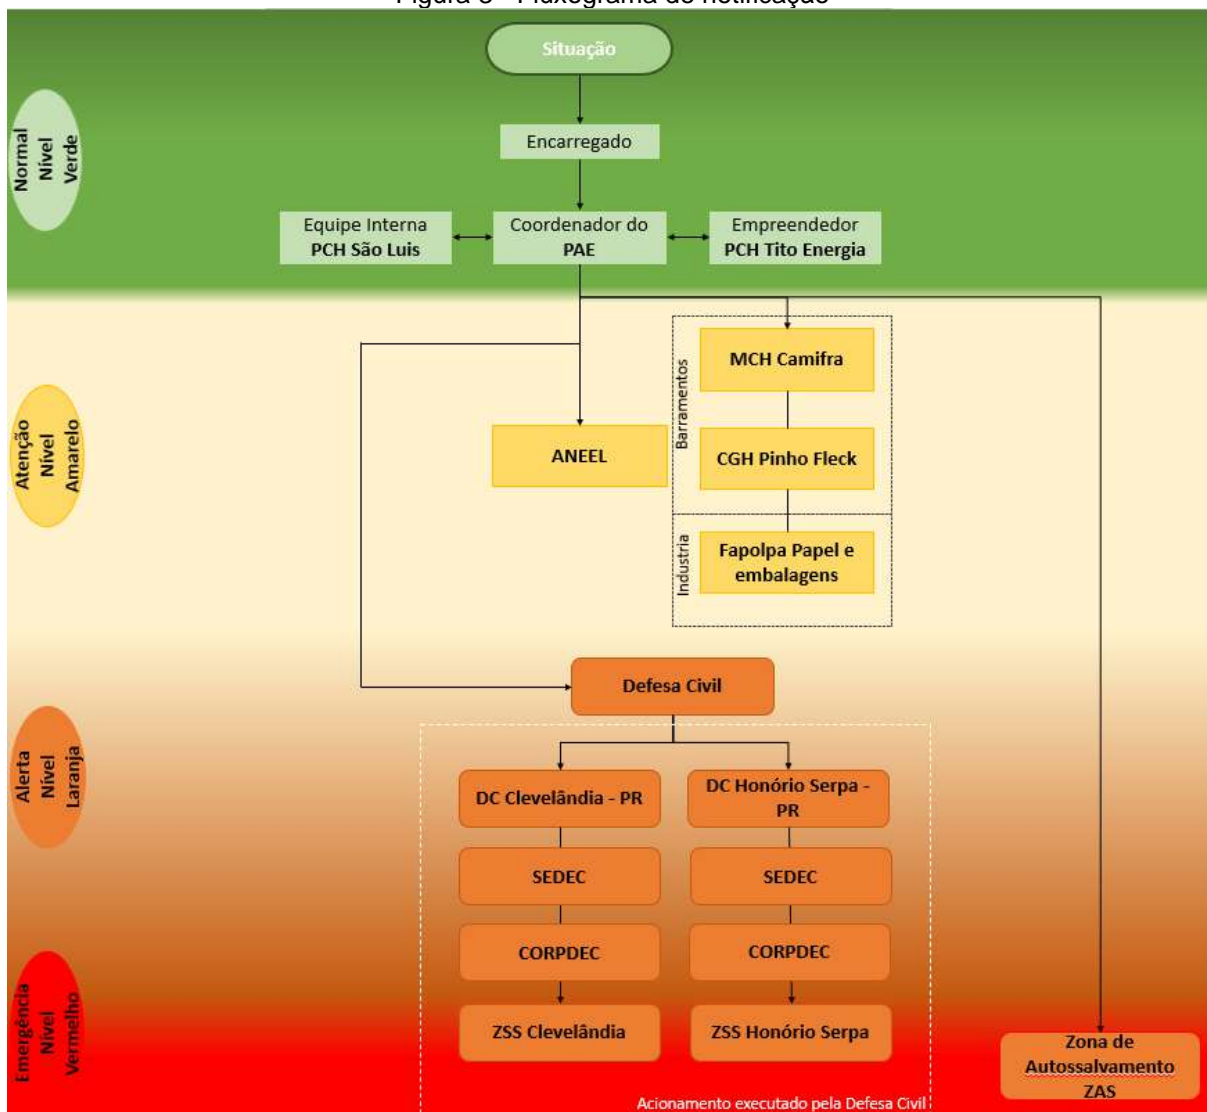 Figura 8 - Fluxograma de notificação
Situação
Normal
Nível
Verde
Encarregado
Equipe Interna
PCH São Luis
Coordenador do
PAE
Empreendedor
PCH Tito Energia
Atenção
Nível
Amarelo
Barramentos
MCH Camifra
CGH Pinho Fleck
ANEEL
Industria
Fapolpa Papel e
embalagens
Alerta
Nível
Laranja
Defesa Civil
DC Clevelândia - PR
DC Honório Serpa -
PR
SEDEC
SEDEC
CORPDEC
CORPDEC
Emergência
Nível
Vermelho
ZSS Clevelândia
ZSS Honório Serpa
Zona de
Autossalvamento
ZAS
Acionamento executado pela Defesa Civil